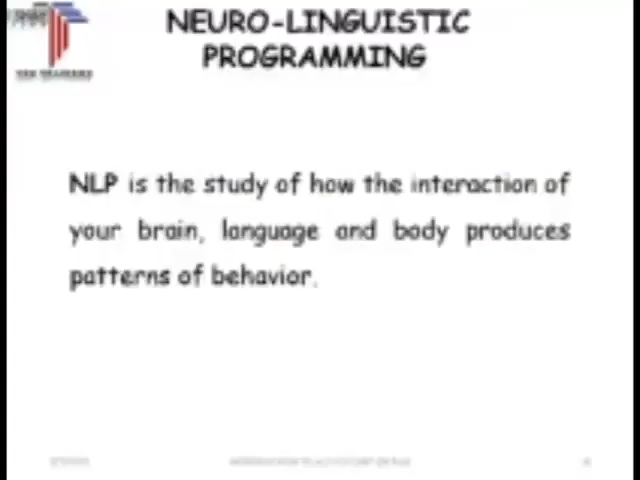 NEURO-LINGUISTIC
PROGRAMMING
NLP is the study of how the interaction of
your brain, language and body produces
patterns of behavior.